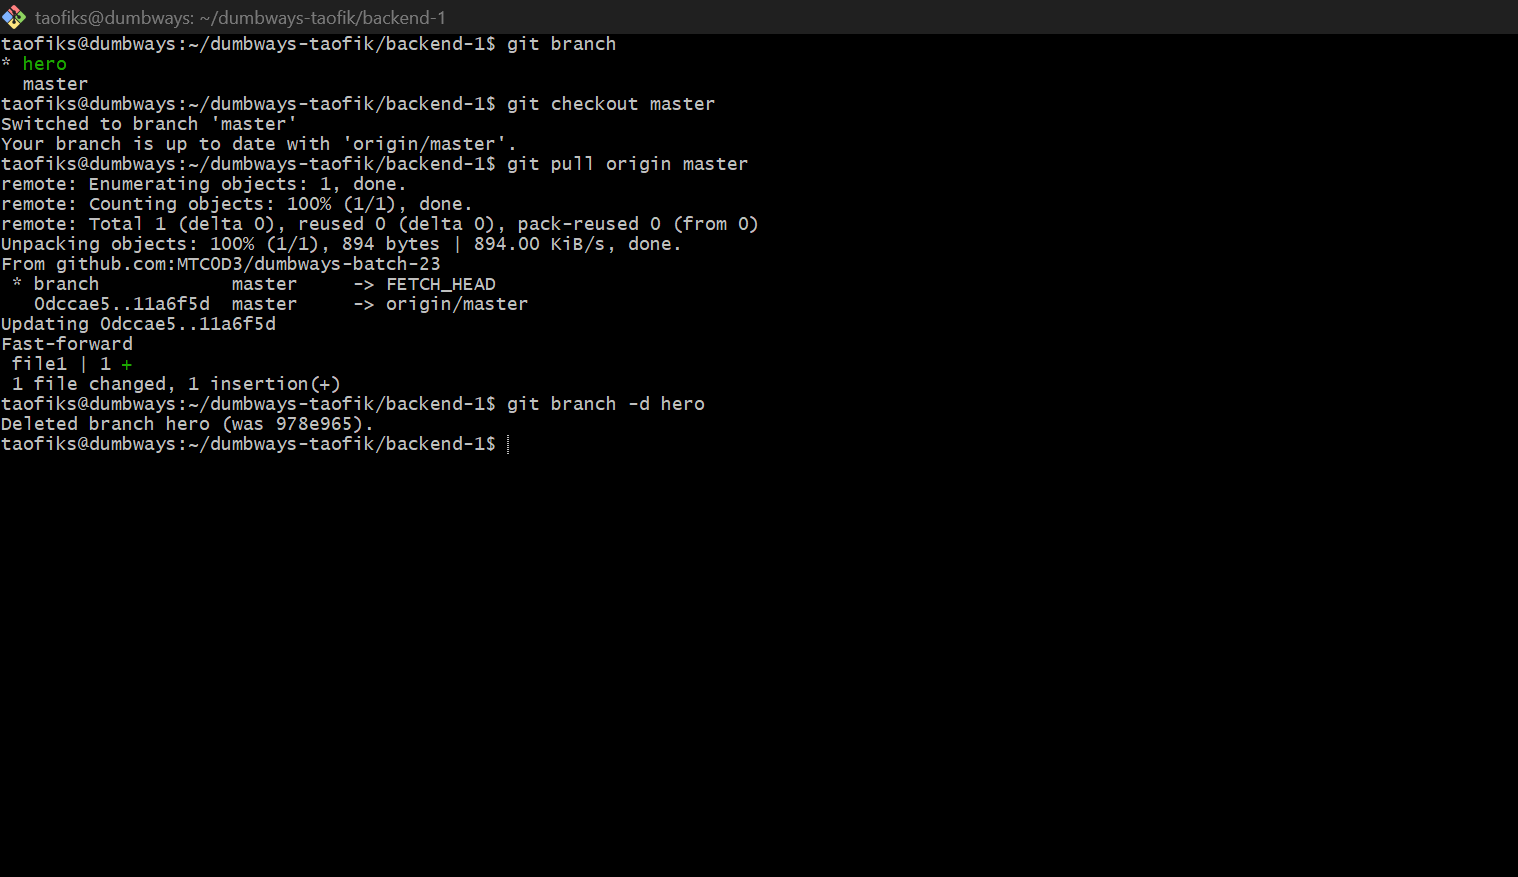 taofiks@dumbways: ~/dumbways-taofik/backend-1
taofiks@dumbways:~/dumbways-taofik/backend-1$ git branch
* hero
  master
taofiks@dumbways:~/dumbways-taofik/backend-1$ git checkout master
Switched to branch 'master'
Your branch is up to date with 'origin/master'.
taofiks@dumbways:~/dumbways-taofik/backend-1$ git pull origin master
remote: Enumerating objects: 1, done.
remote: Counting objects: 100% (1/1), done.
remote: Total 1 (delta 0), reused 0 (delta 0), pack-reused 0 (from 0)
Unpacking objects: 100% (1/1), 894 bytes | 894.00 KiB/s, done.
From github.com:MTC0D3/dumbways-batch-23
 * branch            master     -> FETCH_HEAD
   0dccae5..11a6f5d  master     -> origin/master
Updating 0dccae5..11a6f5d
Fast-forward
 file1 | 1 +
 1 file changed, 1 insertion(+)
taofiks@dumbways:~/dumbways-taofik/backend-1$ git branch -d hero
Deleted branch hero (was 978e965).
taofiks@dumbways:~/dumbways-taofik/backend-1$